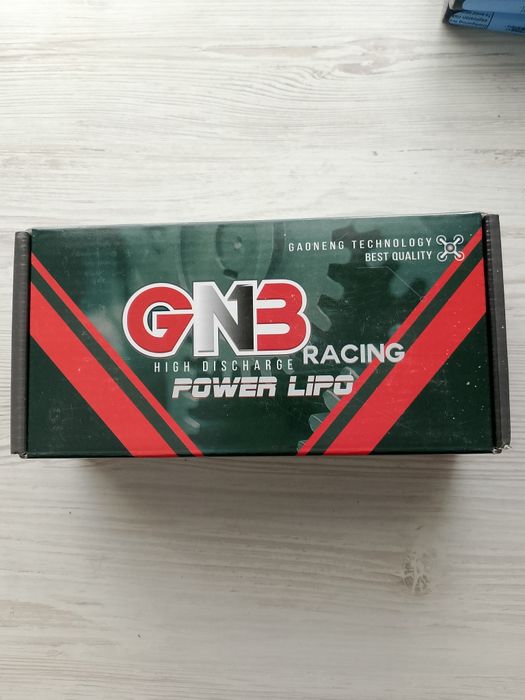 GAONENG TECHNOLOGY
BEST QUALITY
GNB
RACING
HIGH DISCHARGE
POWER LIPO